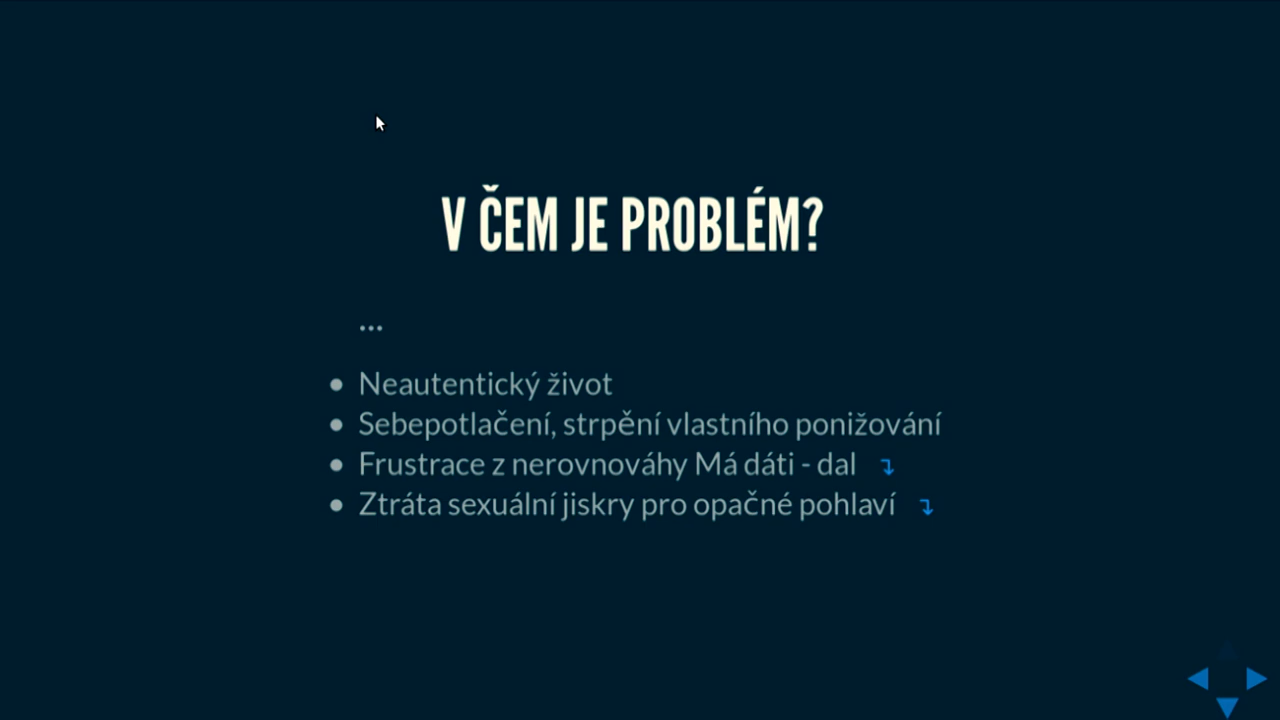 V ČEM JE PROBLÉM?
...
• Neautentický život
• Sebepotlačení, strpění vlastního ponižování
• Frustrace z nerovnováhy Má dáti - dal ↴
• Ztráta sexuální jiskry pro opačné pohlaví ↴